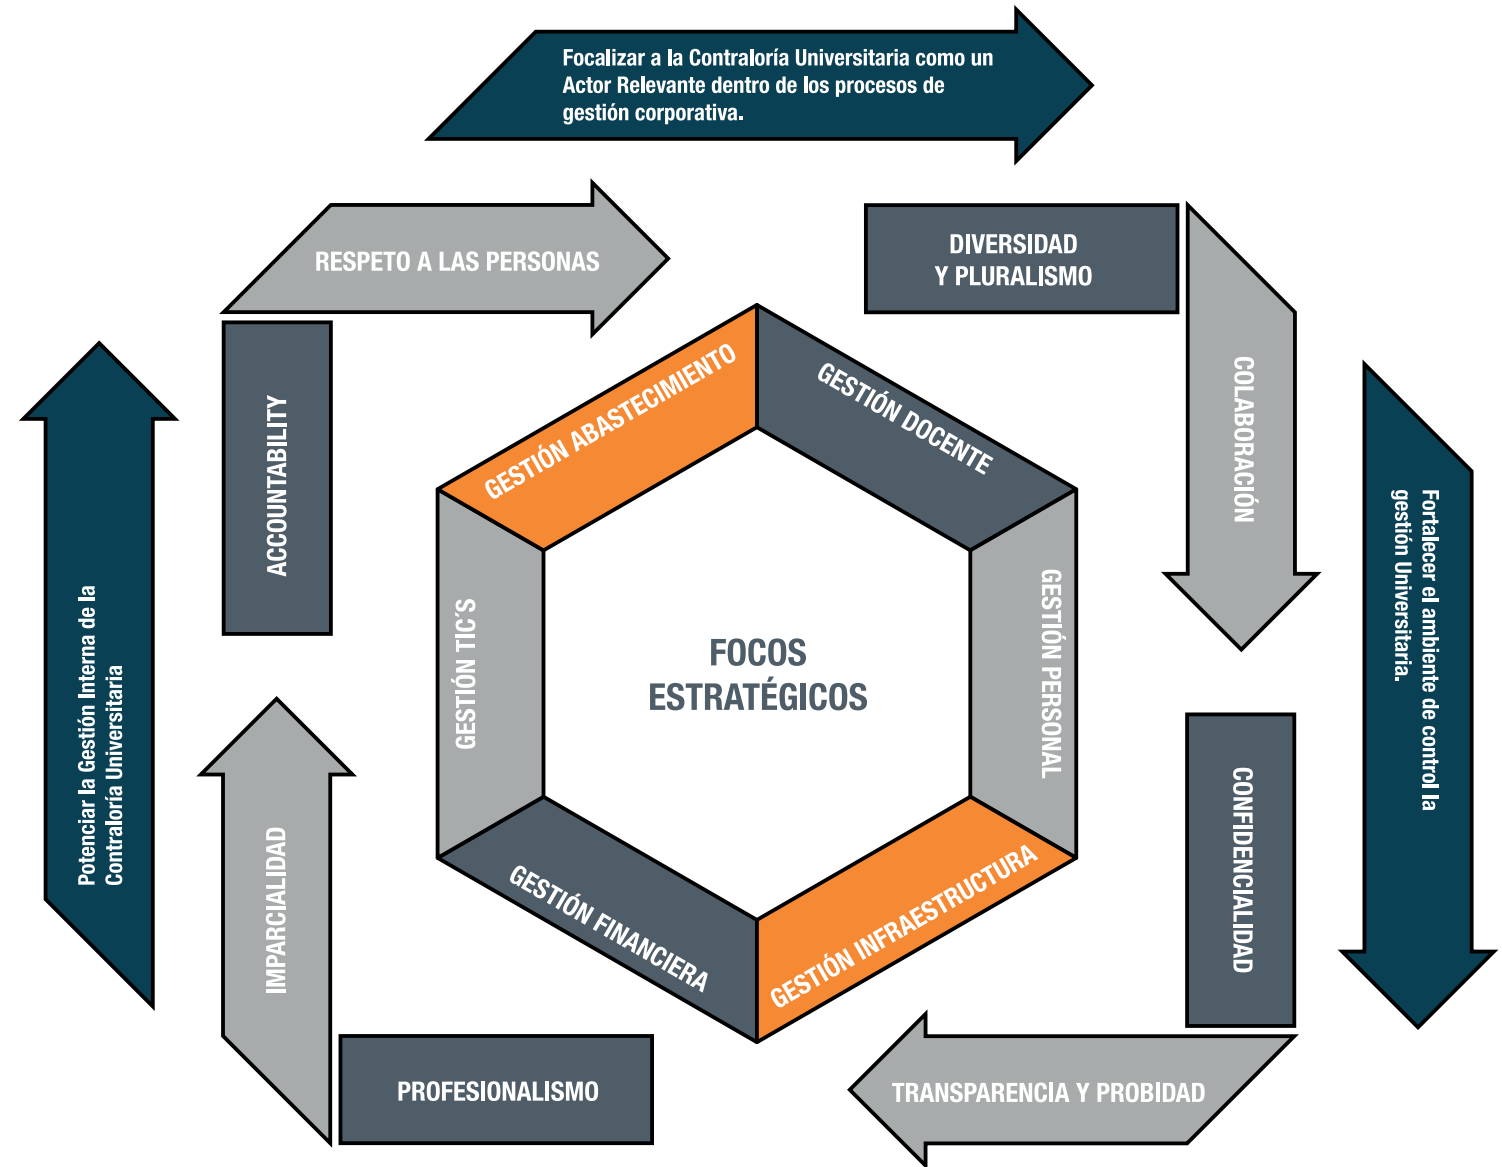 Focalizar a la Contraloría Universitaria como un
Actor Relevante dentro de los procesos de
gestión corporativa.
RESPETO A LAS PERSONAS
DIVERSIDAD
Y PLURALISMO
COLABORACIÓN
Fortalecer el ambiente de control la
gestión Universitaria.
CONFIDENCIALIDAD
TRANSPARENCIA Y PROBIDAD
PROFESIONALISMO
IMPARCIALIDAD
ACCOUNTABILITY
Potenciar la Gestión Interna de la
Contraloría Universitaria
GESTIÓN ABASTECIMIENTO
GESTIÓN DOCENTE
GESTIÓN PERSONAL
GESTIÓN INFRAESTRUCTURA
GESTIÓN FINANCIERA
GESTIÓN TIC´S
FOCOS
ESTRATÉGICOS